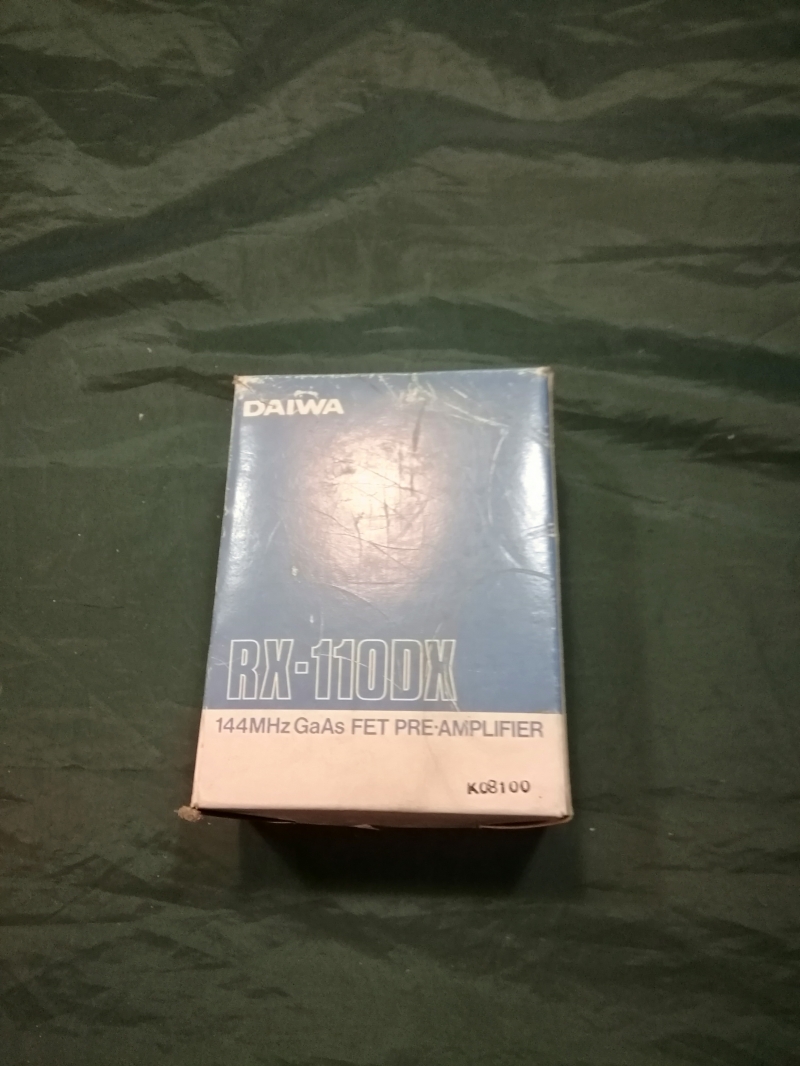 DAIWA
RX-110DX
144MHz GaAs FET PRE-AMPLIFIER
K08100